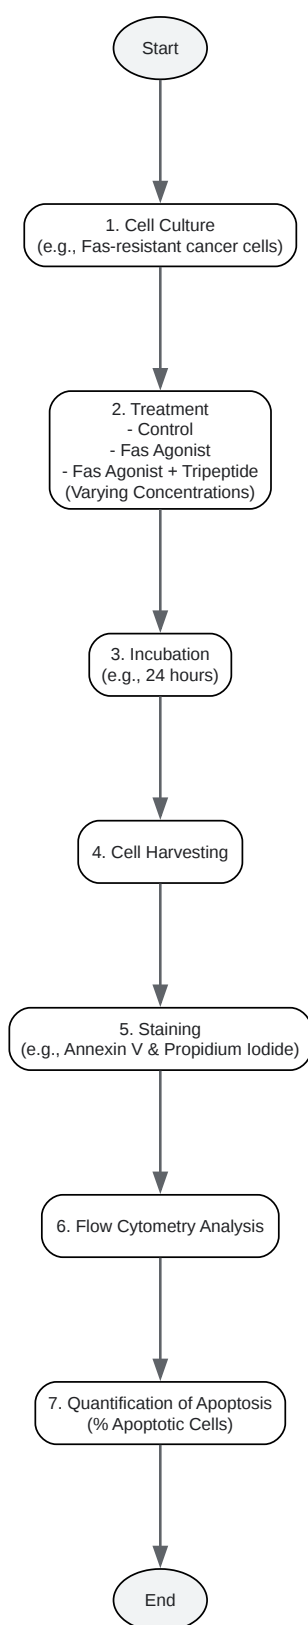 Start
1. Cell Culture
(e.g., Fas-resistant cancer cells)
2. Treatment
- Control
- Fas Agonist
- Fas Agonist + Tripeptide
(Varying Concentrations)
3. Incubation
(e.g., 24 hours)
4. Cell Harvesting
5. Staining
(e.g., Annexin V & Propidium Iodide)
6. Flow Cytometry Analysis
7. Quantification of Apoptosis
(% Apoptotic Cells)
End